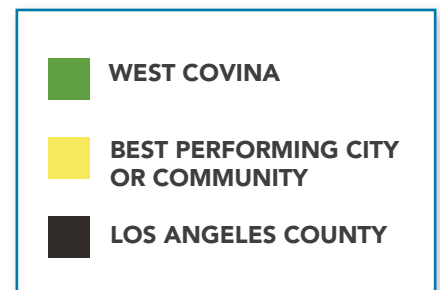 WEST COVINA
BEST PERFORMING CITY
OR COMMUNITY
LOS ANGELES COUNTY